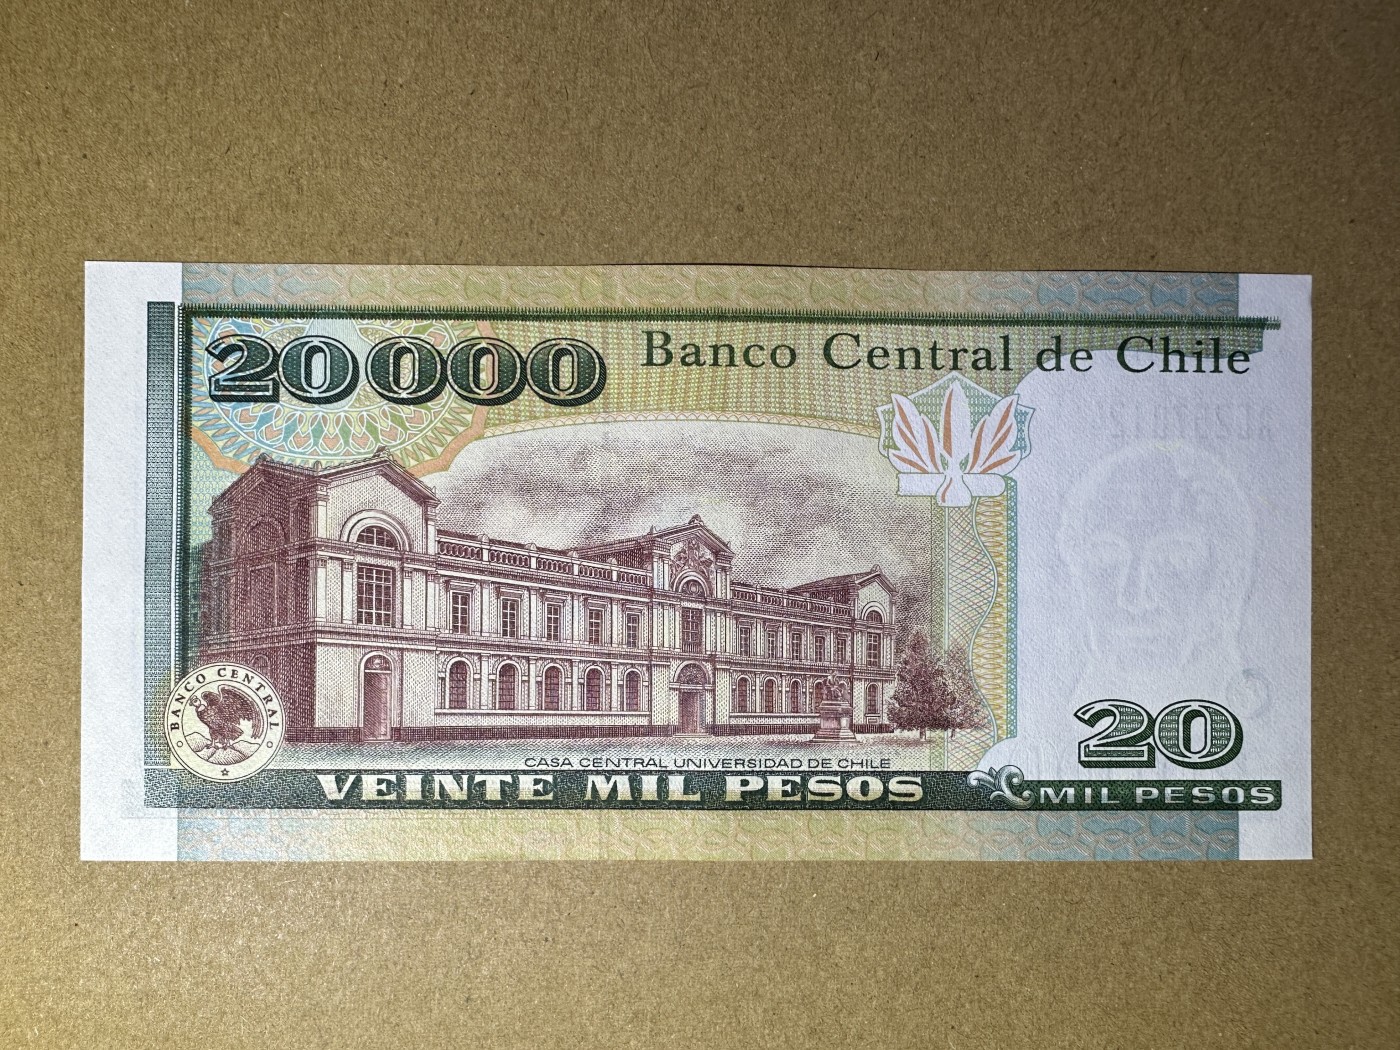 20000
Banco Central de Chile
BANCO CENTRAL
CASA CENTRAL UNIVERSIDAD DE CHILE
VEINTE MIL PESOS
20
MIL PESOS